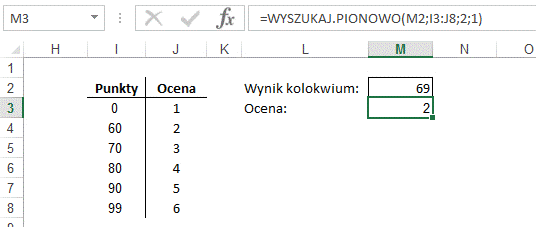 M3 fx =WYSZUKAJ.PIONOWO(M2;I3:J8;2;1)
H I J K L M N O
1
2 Punkty Ocena Wynik kolokwium: 69
3 0 1 Ocena: 2
4 60 2
5 70 3
6 80 4
7 90 5
8 99 6